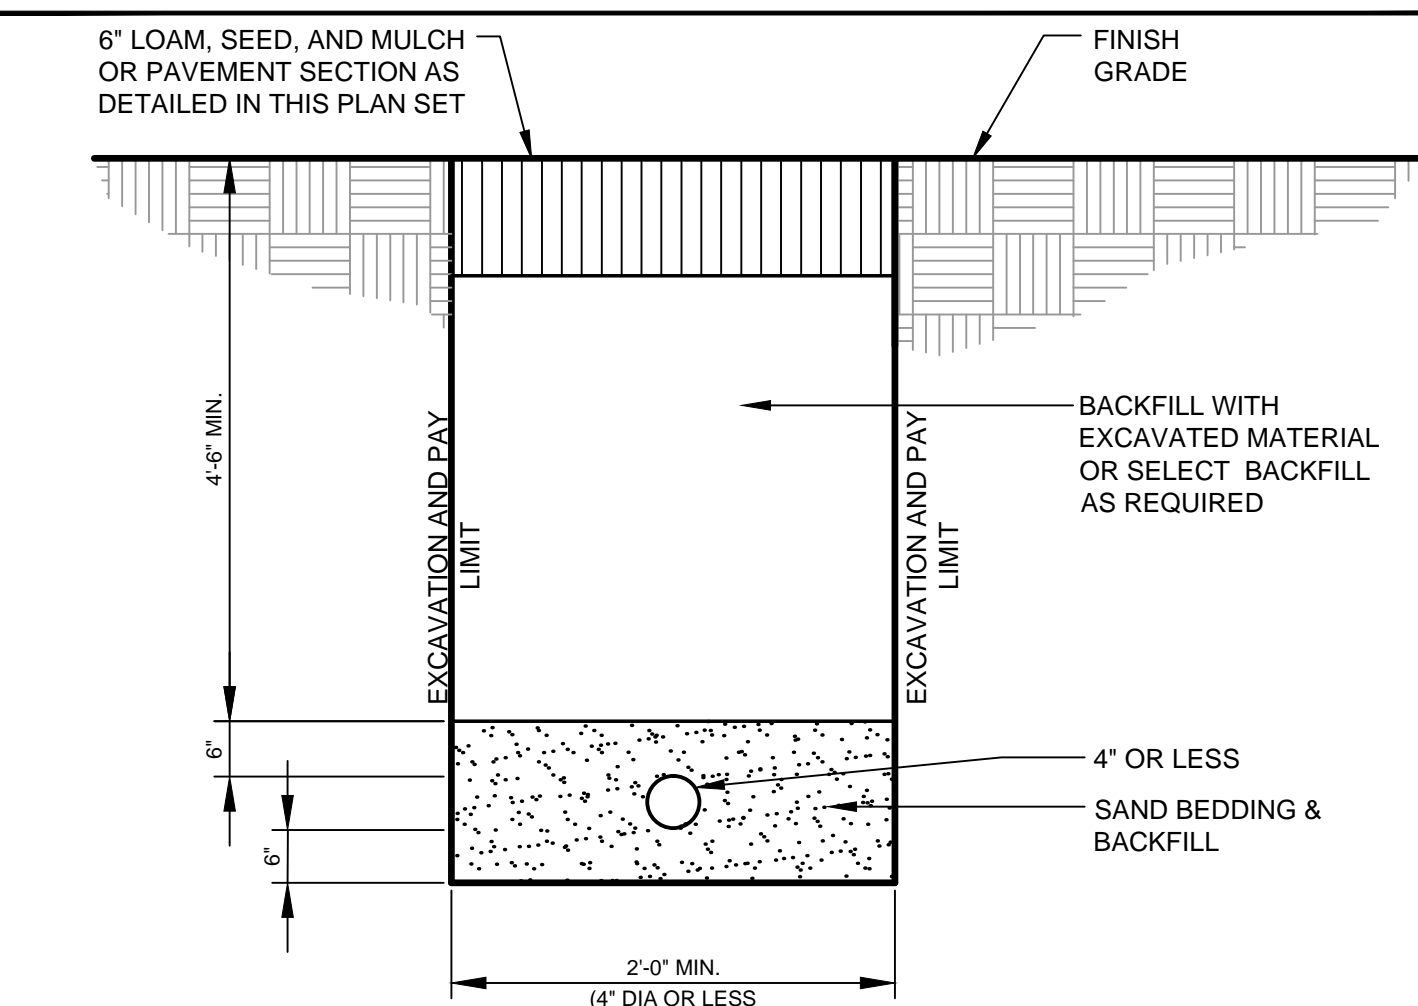 6" LOAM, SEED, AND MULCH
OR PAVEMENT SECTION AS
DETAILED IN THIS PLAN SET
FINISH
GRADE
4'-6" MIN.
EXCAVATION AND PAY
LIMIT
EXCAVATION AND PAY
LIMIT
BACKFILL WITH
EXCAVATED MATERIAL
OR SELECT BACKFILL
AS REQUIRED
6"
4" OR LESS
SAND BEDDING &
BACKFILL
6"
2'-0" MIN.
(4" DIA OR LESS